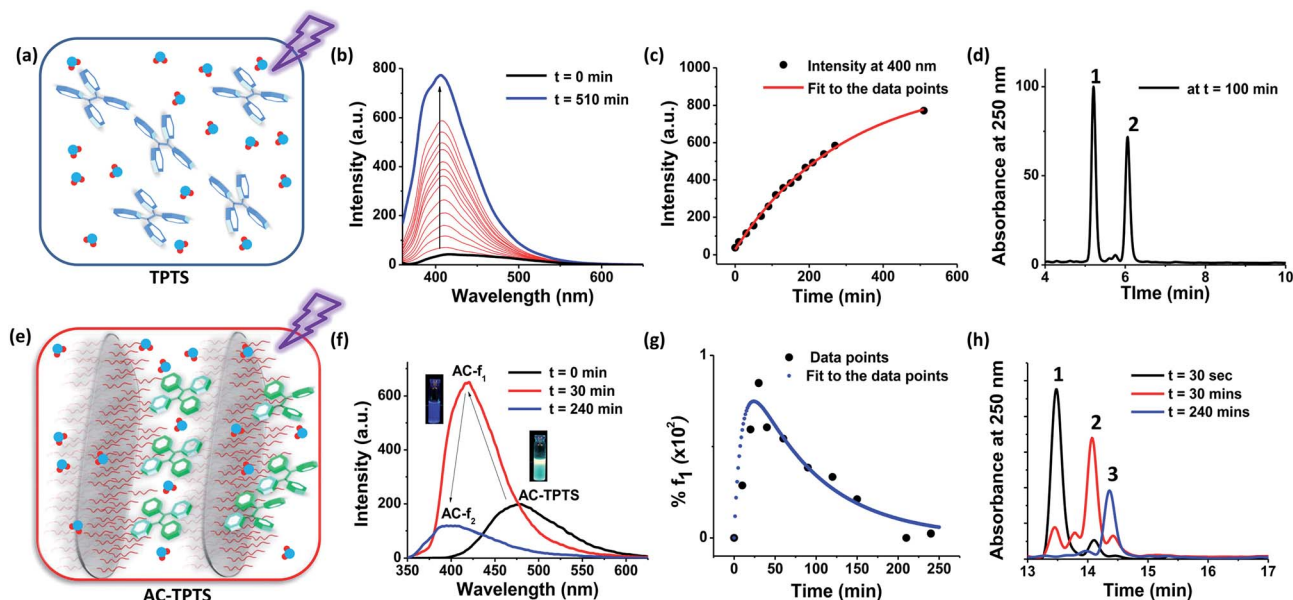 (a)
TPTS
(b)
Intensity (a.u.)
800
600
400
200
0
t = 0 min
t = 510 min
400
500
600
Wavelength (nm)
(c)
Intensity (a.u.)
1000
800
600
400
200
0
Intensity at 400 nm
Fit to the data points
0
200
400
600
Time (min)
(d)
Absorbance at 250 nm
100
50
0
1
2
at t = 100 min
4
6
8
10
TIme (min)
(e)
AC-TPTS
(f)
Intensity (a.u.)
600
400
200
0
AC-f₁
t = 0 min
t = 30 min
t = 240 min
AC-TPTS
AC-f₂
350
400
450
500
550
600
Wavelength (nm)
(g)
% f₁ (x10²)
1
0
Data points
Fit to the data points
0
50
100
150
200
250
Time (min)
(h)
Absorbance at 250 nm
1
2
3
t = 30 sec
t = 30 mins
t = 240 mins
13
14
15
16
17
Time (min)